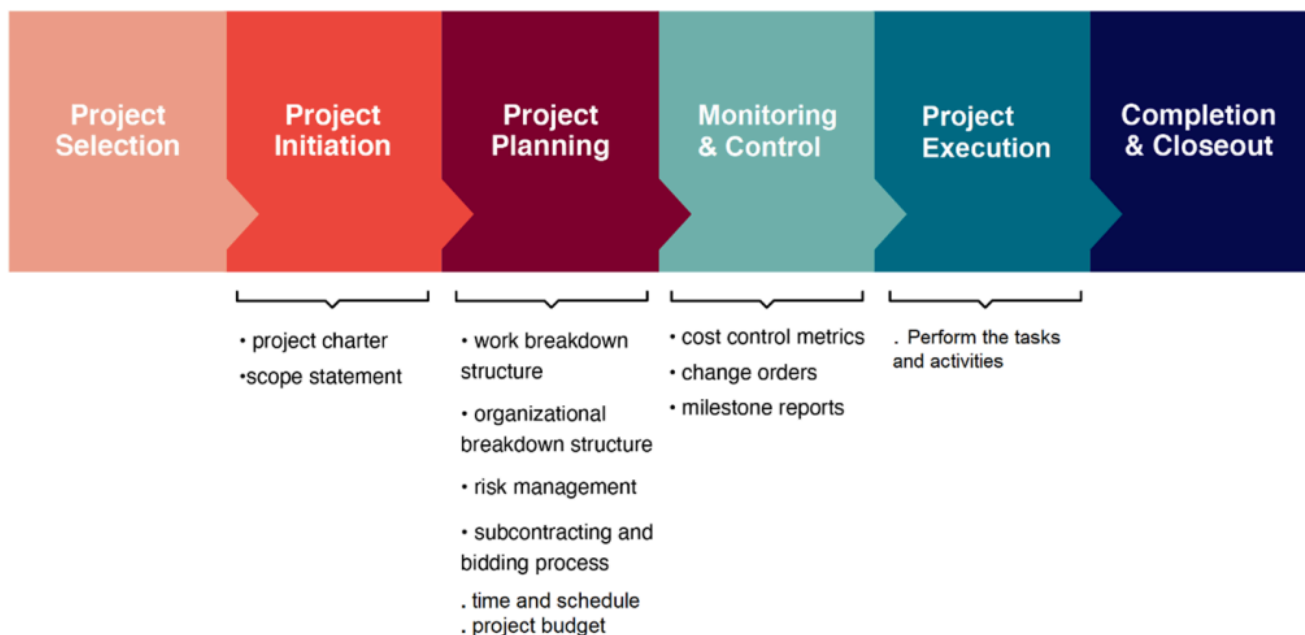 Project
Selection
Project
Initiation
Project
Planning
Monitoring
& Control
Project
Execution
Completion
& Closeout
• project charter
•scope statement
• work breakdown
structure
• organizational
breakdown structure
• risk management
• subcontracting and
bidding process
. time and schedule
. project budget
• cost control metrics
• change orders
• milestone reports
. Perform the tasks
and activities